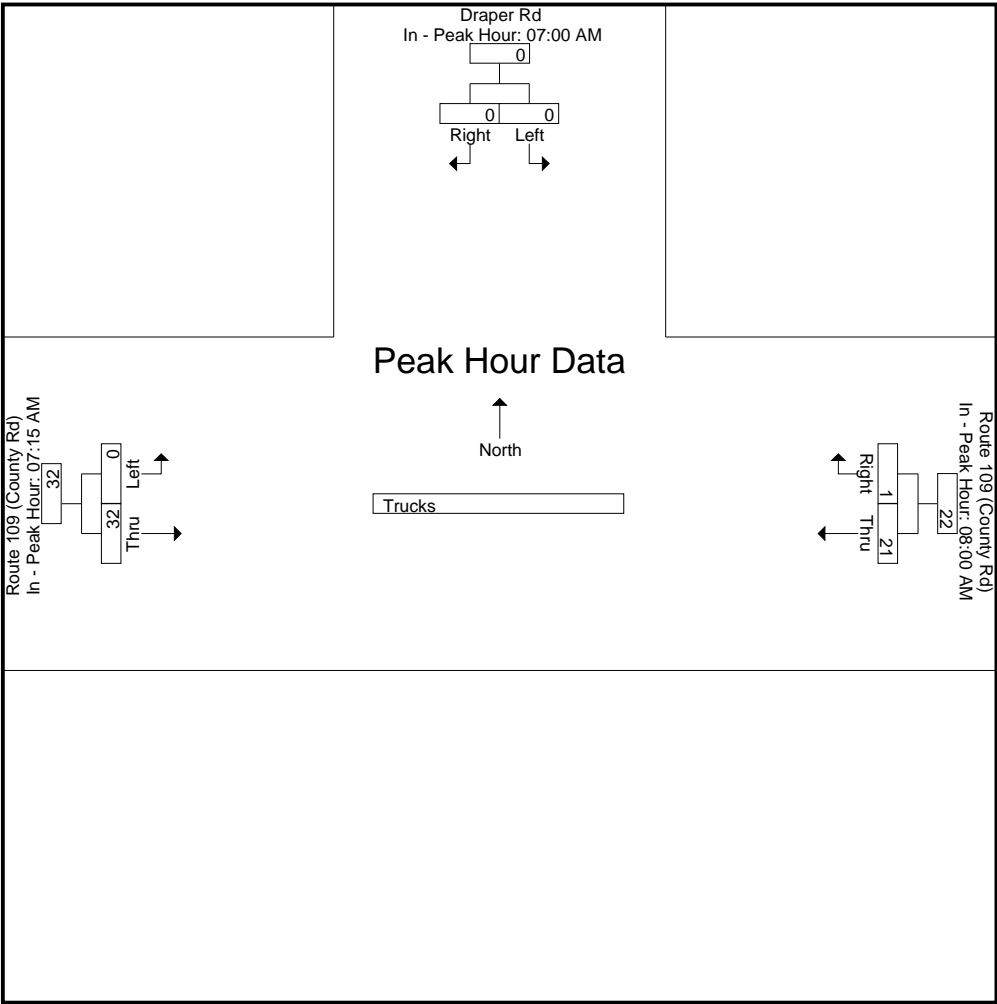 Draper Rd
In - Peak Hour: 07:00 AM
0
0 0
Right Left
Peak Hour Data
North
Trucks
Route 109 (County Rd)
In - Peak Hour: 07:15 AM
32
0 32
Left Thru
Route 109 (County Rd)
In - Peak Hour: 08:00 AM
22
1 21
Right Thru